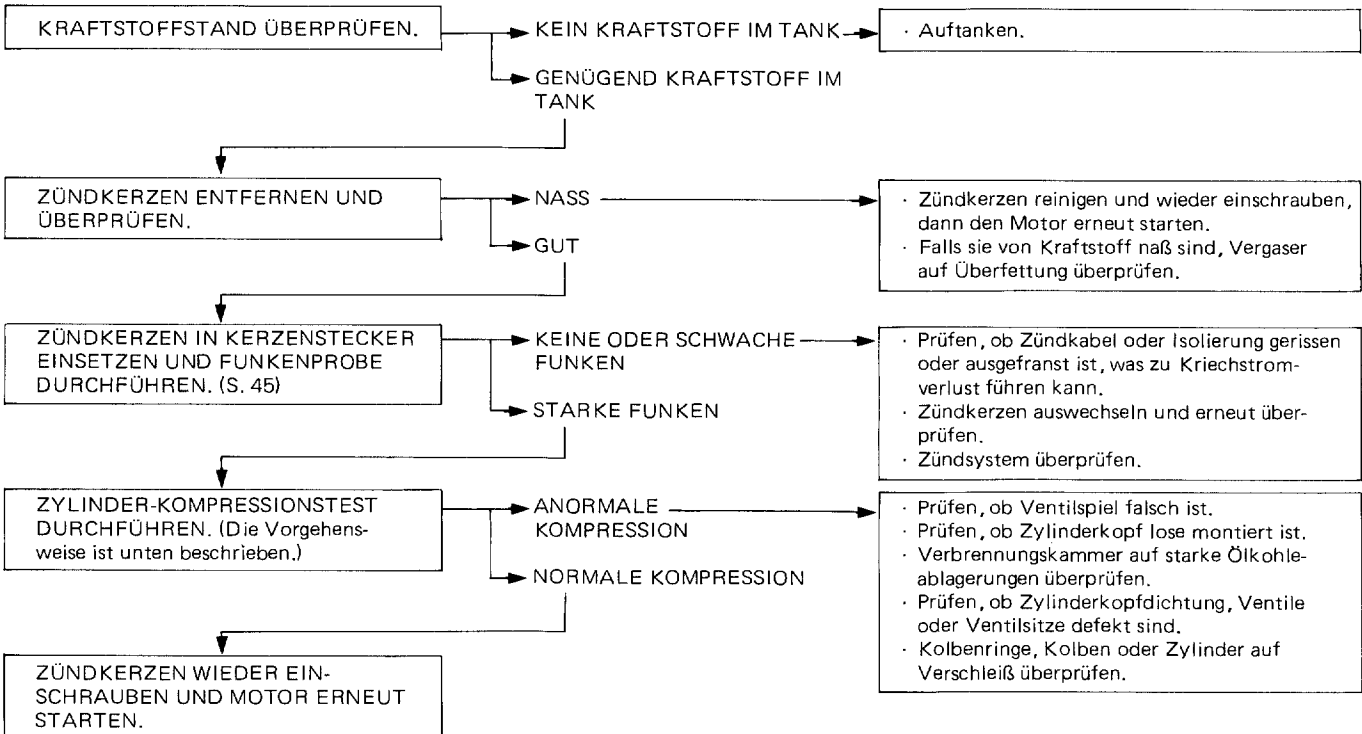 KRAFTSTOFFSTAND ÜBERPRÜFEN.
KEIN KRAFTSTOFF IM TANK
· Auftanken.
GENÜGEND KRAFTSTOFF IM
TANK
ZÜNDKERZEN ENTFERNEN UND
ÜBERPRÜFEN.
NASS
· Zündkerzen reinigen und wieder einschrauben,
dann den Motor erneut starten.
· Falls sie von Kraftstoff naß sind, Vergaser
auf Überfettung überprüfen.
GUT
ZÜNDKERZEN IN KERZENSTECKER
EINSETZEN UND FUNKENPROBE
DURCHFÜHREN. (S. 45)
KEINE ODER SCHWACHE
FUNKEN
· Prüfen, ob Zündkabel oder Isolierung gerissen
oder ausgefranst ist, was zu Kriechstrom-
verlust führen kann.
· Zündkerzen auswechseln und erneut über-
prüfen.
· Zündsystem überprüfen.
STARKE FUNKEN
ZYLINDER-KOMPRESSIONSTEST
DURCHFÜHREN. (Die Vorgehens-
weise ist unten beschrieben.)
ANORMALE
KOMPRESSION
· Prüfen, ob Ventilspiel falsch ist.
· Prüfen, ob Zylinderkopf lose montiert ist.
· Verbrennungskammer auf starke Ölkohle-
ablagerungen überprüfen.
· Prüfen, ob Zylinderkopfdichtung, Ventile
oder Ventilsitze defekt sind.
· Kolbenringe, Kolben oder Zylinder auf
Verschleiß überprüfen.
NORMALE KOMPRESSION
ZÜNDKERZEN WIEDER EIN-
SCHRAUBEN UND MOTOR ERNEUT
STARTEN.